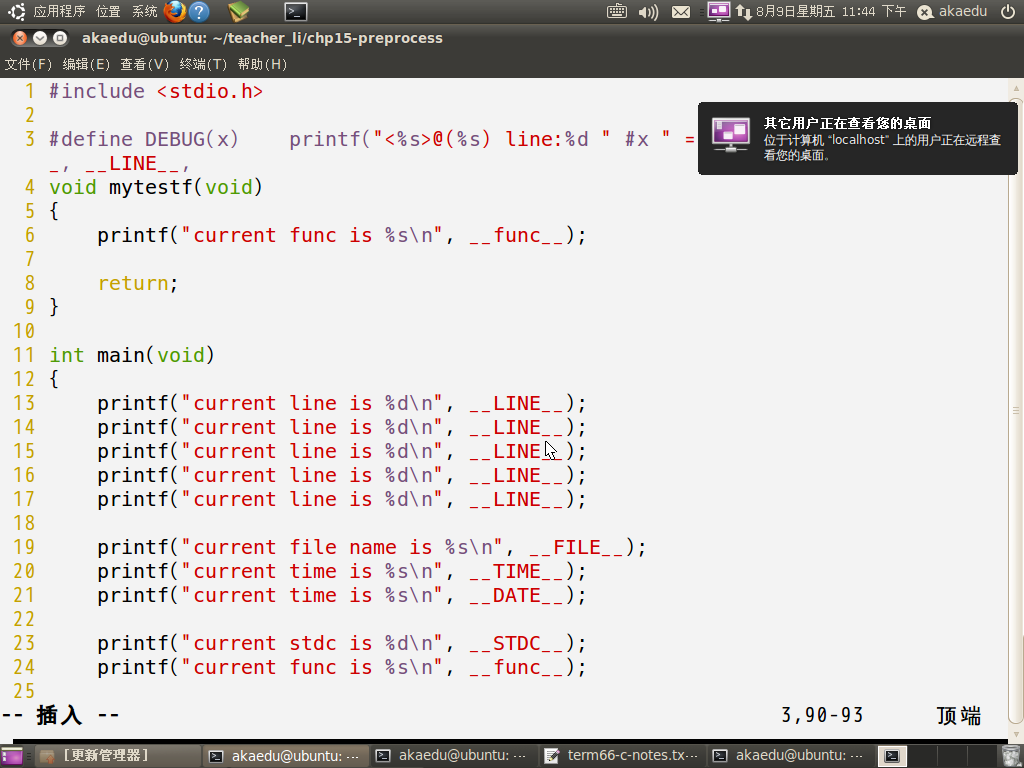 应用程序 位置 系统 8月9日星期五 11:44 下午 akaedu
akaedu@ubuntu: ~/teacher_li/chp15-preprocess
文件(F) 编辑(E) 查看(V) 终端(T) 帮助(H)
1 #include <stdio.h>
2
3 #define DEBUG(x)    printf("<%s>@(%s) line:%d " #x " =
_, __LINE__,
其它用户正在查看您的桌面
位于计算机 “localhost” 上的用户正在远程查
看您的桌面。
4 void mytestf(void)
5 {
6     printf("current func is %s\n", __func__);
7
8     return;
9 }
10
11 int main(void)
12 {
13     printf("current line is %d\n", __LINE__);
14     printf("current line is %d\n", __LINE__);
15     printf("current line is %d\n", __LINE__);
16     printf("current line is %d\n", __LINE__);
17     printf("current line is %d\n", __LINE__);
18
19     printf("current file name is %s\n", __FILE__);
20     printf("current time is %s\n", __TIME__);
21     printf("current time is %s\n", __DATE__);
22
23     printf("current stdc is %d\n", __STDC__);
24     printf("current func is %s\n", __func__);
25
-- 插入 -- 3,90-93 顶端
[更新管理器] akaedu@ubuntu: ··· akaedu@ubuntu: ··· term66-c-notes.tx··· akaedu@ubuntu: ···